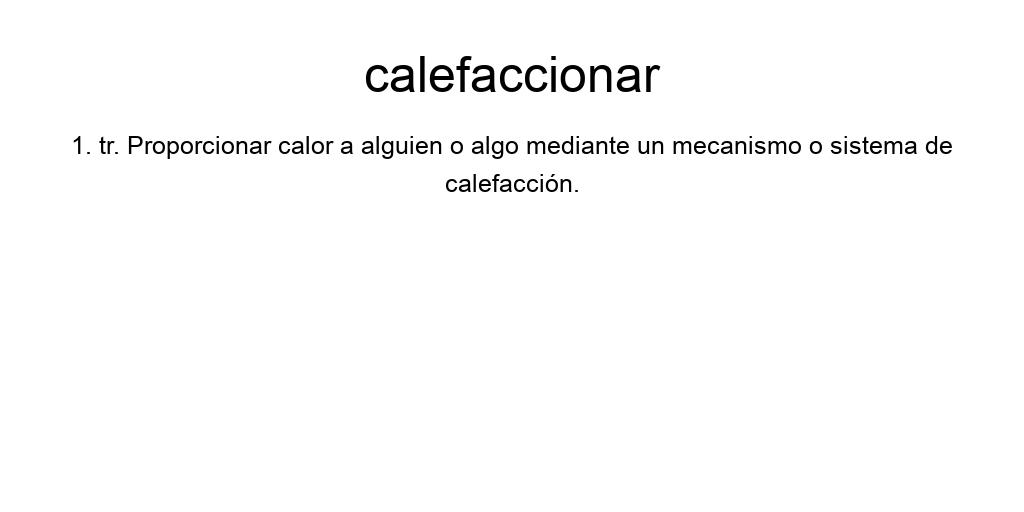 calefaccionar
1. tr. Proporcionar calor a alguien o algo mediante un mecanismo o sistema de
calefacción.